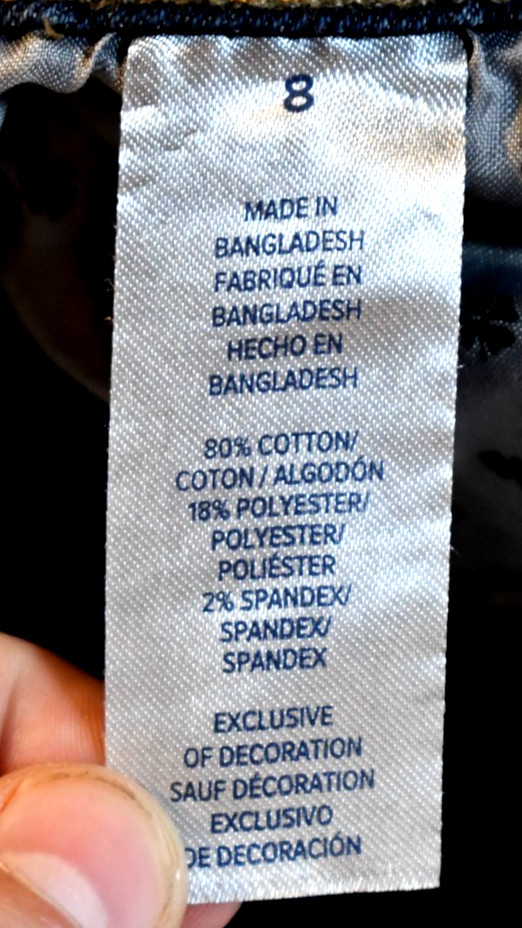 8
MADE IN
BANGLADESH
FABRIQUÉ EN
BANGLADESH
HECHO EN
BANGLADESH
80% COTTON/
COTON / ALGODÓN
18% POLYESTER/
POLYESTER/
POLIÉSTER
2% SPANDEX/
SPANDEX/
SPANDEX
EXCLUSIVE
OF DECORATION
SAUF DÉCORATION
EXCLUSIVO
DE DECORACIÓN